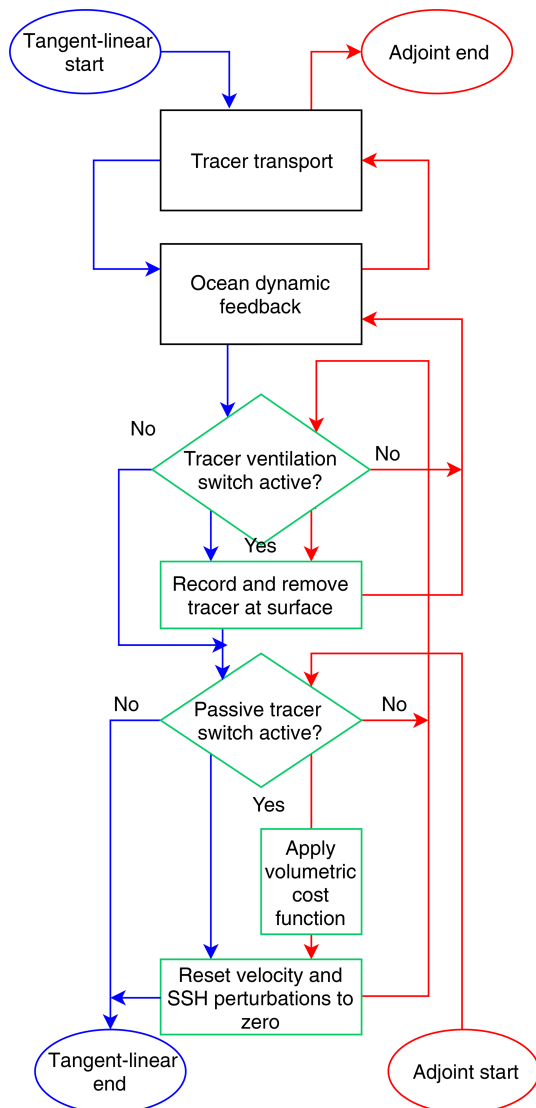 Tangent-linear
start
Adjoint end
Tracer transport
Ocean dynamic
feedback
No
Tracer ventilation
switch active?
No
Yes
Record and remove
tracer at surface
No
Passive tracer
switch active?
No
Yes
Apply
volumetric
cost
function
Reset velocity and
SSH perturbations to
zero
Tangent-linear
end
Adjoint start